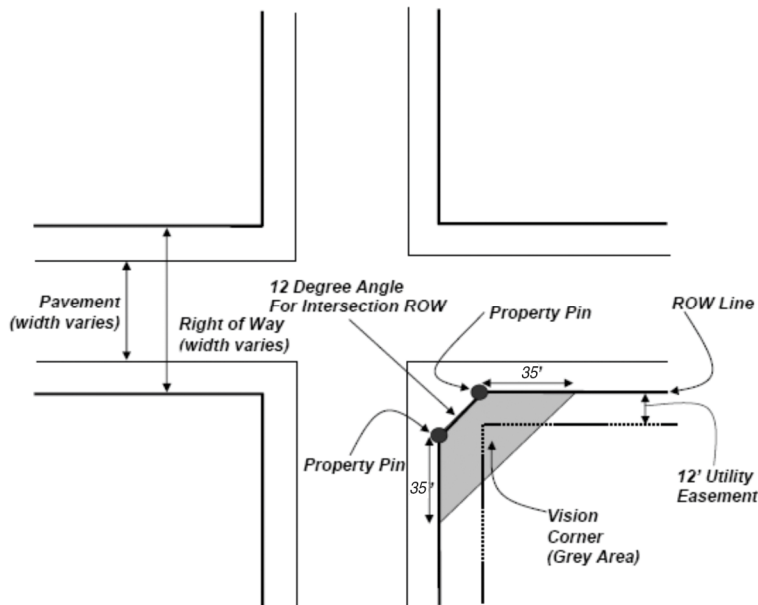 12 Degree Angle
For Intersection ROW
Pavement
(width varies)
Right of Way
(width varies)
Property Pin
ROW Line
35'
Property Pin
35'
12' Utility
Easement
Vision
Corner
(Grey Area)